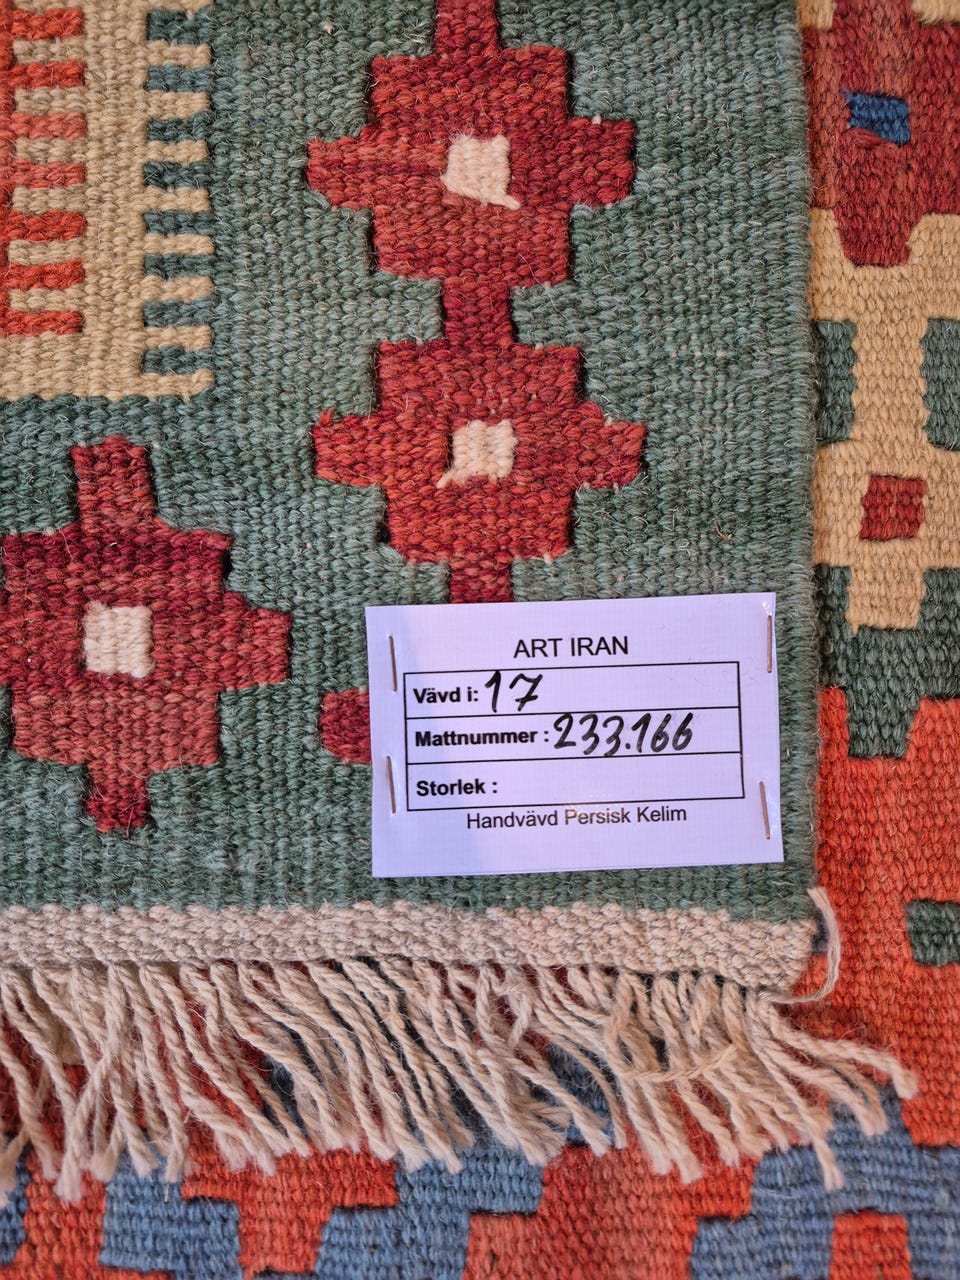 ART IRAN
Vävd i: 17
Mattnummer : 233.166
Storlek :
Handvävd Persisk Kelim